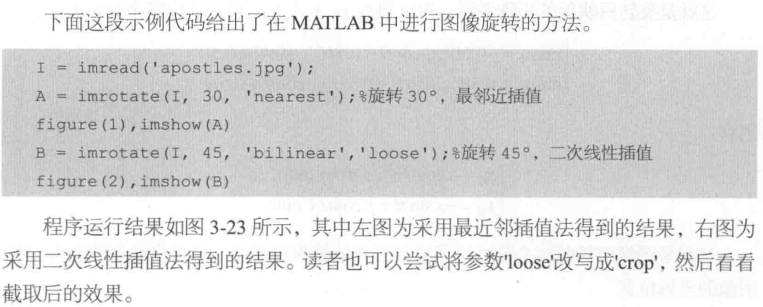 下面这段示例代码给出了在 MATLAB 中进行图像旋转的方法。
I = imread('apostles.jpg');
A = imrotate(I, 30, 'nearest');%旋转 30°，最邻近插值
figure(1),imshow(A)
B = imrotate(I, 45, 'bilinear','loose');%旋转 45°，二次线性插值
figure(2),imshow(B)
程序运行结果如图 3-23 所示，其中左图为采用最近邻插值法得到的结果，右图为
采用二次线性插值法得到的结果。读者也可以尝试将参数'loose'改写成'crop'，然后看看
截取后的效果。